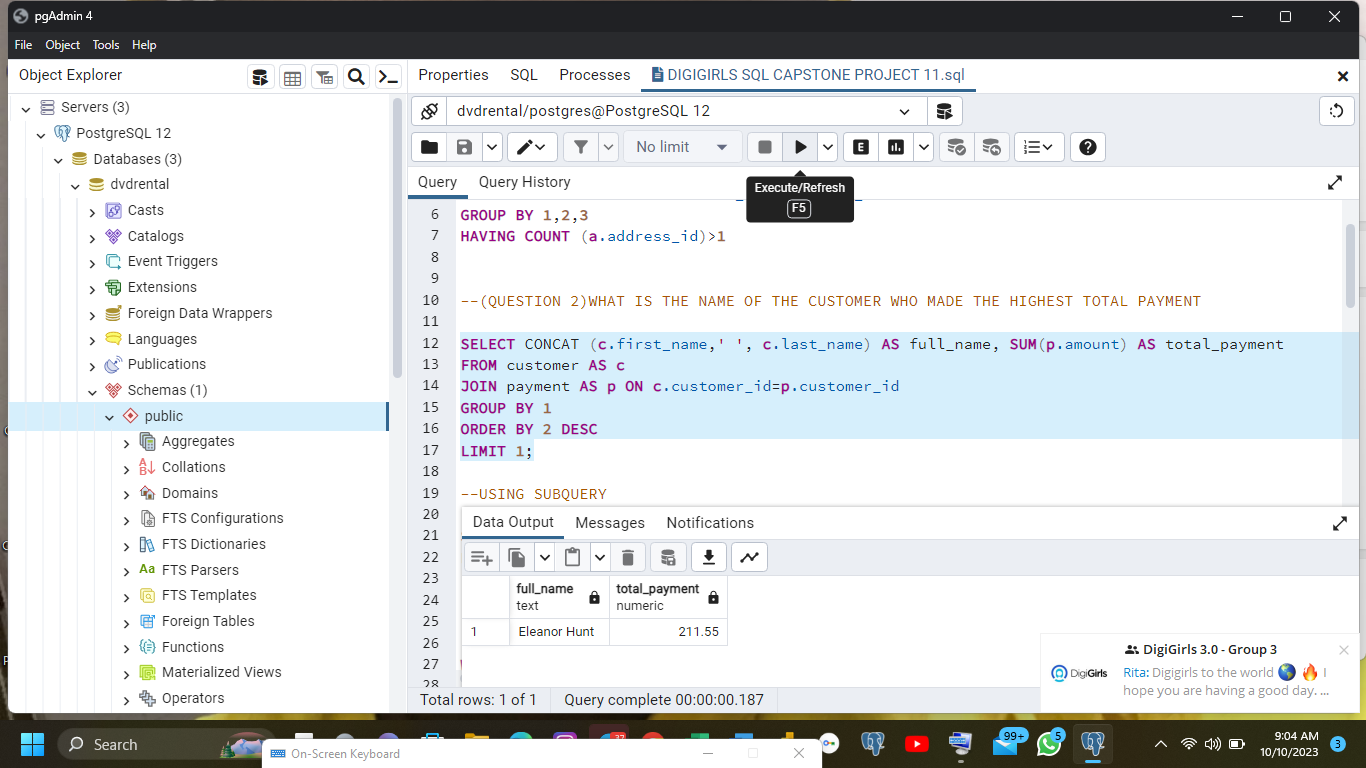 pgAdmin 4
File Object Tools Help
Object Explorer
Servers (3)
PostgreSQL 12
Databases (3)
dvdrental
Casts
Catalogs
Event Triggers
Extensions
Foreign Data Wrappers
Languages
Publications
Schemas (1)
public
Aggregates
Collations
Domains
FTS Configurations
FTS Dictionaries
Aa FTS Parsers
FTS Templates
Foreign Tables
Functions
Materialized Views
Operators
Properties SQL Processes DIGIGIRLS SQL CAPSTONE PROJECT 11.sql
dvdrental/postgres@PostgreSQL 12
No limit E
Execute/Refresh
F5
Query Query History
6 GROUP BY 1,2,3
7 HAVING COUNT (a.address_id)>1
8
9
10 --(QUESTION 2)WHAT IS THE NAME OF THE CUSTOMER WHO MADE THE HIGHEST TOTAL PAYMENT
11
12 SELECT CONCAT (c.first_name,' ', c.last_name) AS full_name, SUM(p.amount) AS total_payment
13 FROM customer AS c
14 JOIN payment AS p ON c.customer_id=p.customer_id
15 GROUP BY 1
16 ORDER BY 2 DESC
17 LIMIT 1;
18
19 --USING SUBQUERY
20
21
22
23
24
25
26
27
28
Data Output Messages Notifications
full_name total_payment
text numeric
1 Eleanor Hunt 211.55
Total rows: 1 of 1 Query complete 00:00:00.187
DigiGirls 3.0 - Group 3
DigiGirls
Rita: Digigirls to the world 🌎 🔥 I
hope you are having a good day. ...
Search
37
99+
5
9:04 AM
10/10/2023
3
On-Screen Keyboard